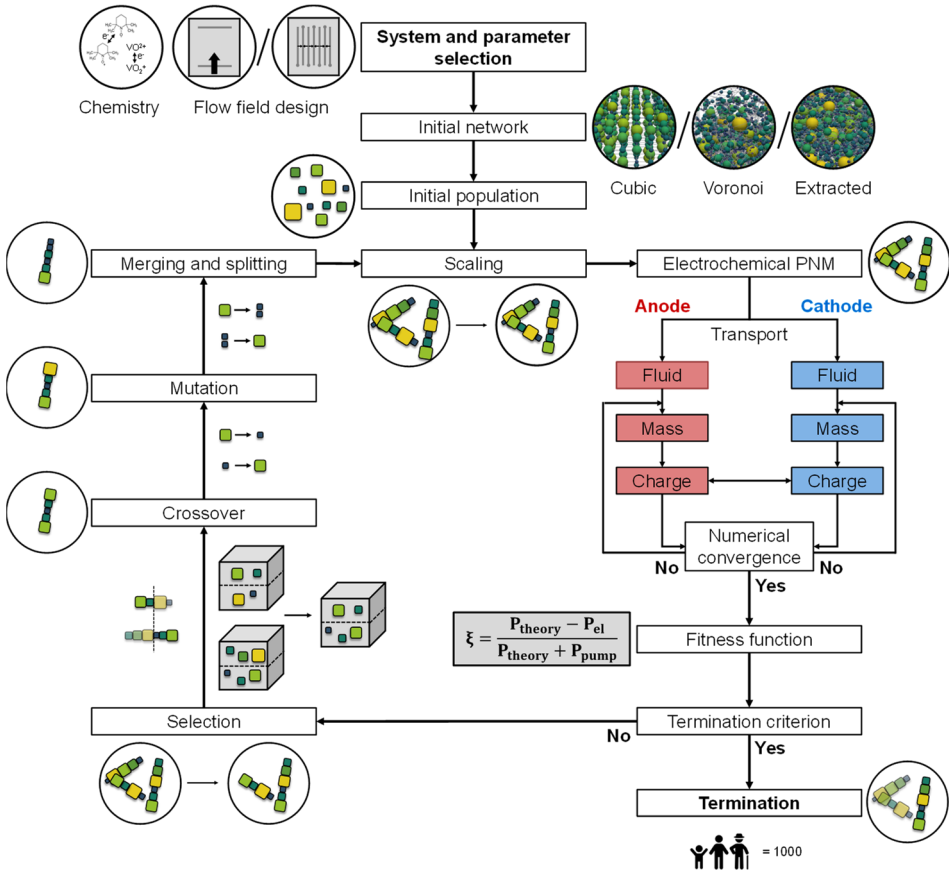 System and parameter
selection
VO²⁺
e⁻
e⁻
VO₂⁺
Chemistry
Flow field design
Initial network
Cubic
Voronoi
Extracted
Initial population
Merging and splitting
Scaling
Electrochemical PNM
Anode
Cathode
Transport
Fluid
Fluid
Mutation
Mass
Mass
Charge
Charge
Crossover
Numerical
convergence
No
No
Yes
ξ = (P_theory − P_el) / (P_theory + P_pump)
Fitness function
Selection
Termination criterion
No
Yes
Termination
= 1000